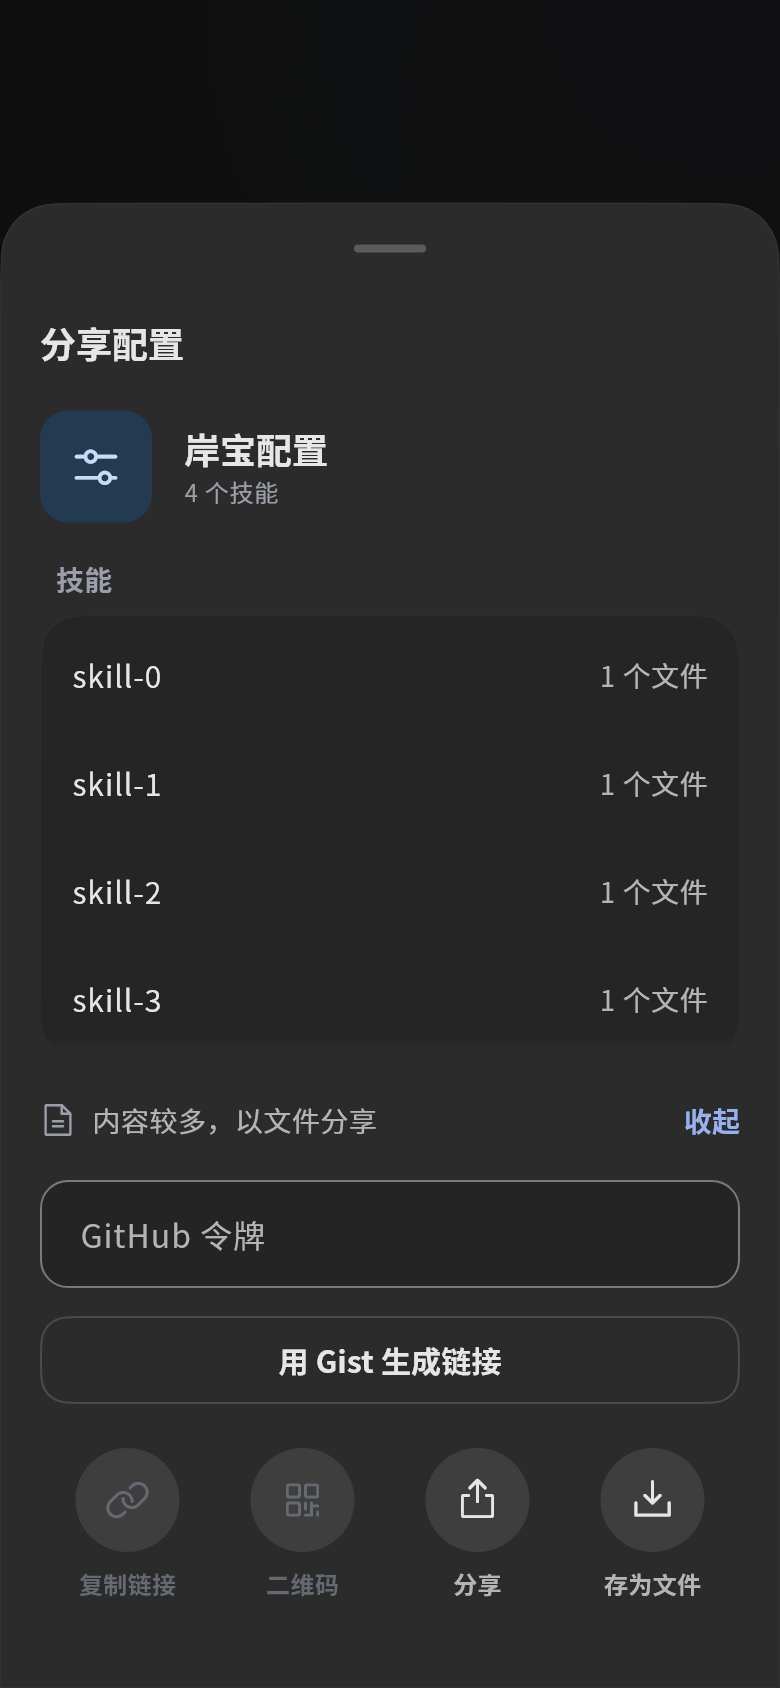 分享配置
岸宝配置
4 个技能
技能
skill-0 1 个文件
skill-1 1 个文件
skill-2 1 个文件
skill-3 1 个文件
内容较多，以文件分享 收起
GitHub 令牌
用 Gist 生成链接
复制链接 二维码 分享 存为文件